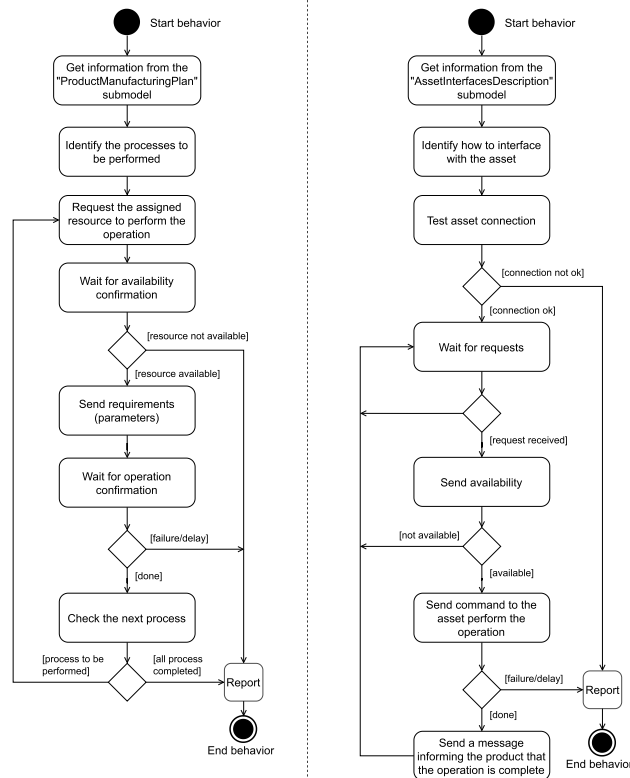 Start behavior
Get information from the
"ProductManufacturingPlan"
submodel
Identify the processes to
be performed
Request the assigned
resource to perform the
operation
Wait for availability
confirmation
[resource not available]
[resource available]
Send requirements
(parameters)
Wait for operation
confirmation
[failure/delay]
[done]
Check the next process
[process to be
performed]
[all process
completed]
Report
End behavior
Start behavior
Get information from the
"AssetInterfacesDescription"
submodel
Identify how to interface
with the asset
Test asset connection
[connection not ok]
[connection ok]
Wait for requests
[request received]
Send availability
[not available]
[available]
Send command to the
asset perform the
operation
[failure/delay]
[done]
Report
Send a message
informing the product that
the operation is complete
End behavior